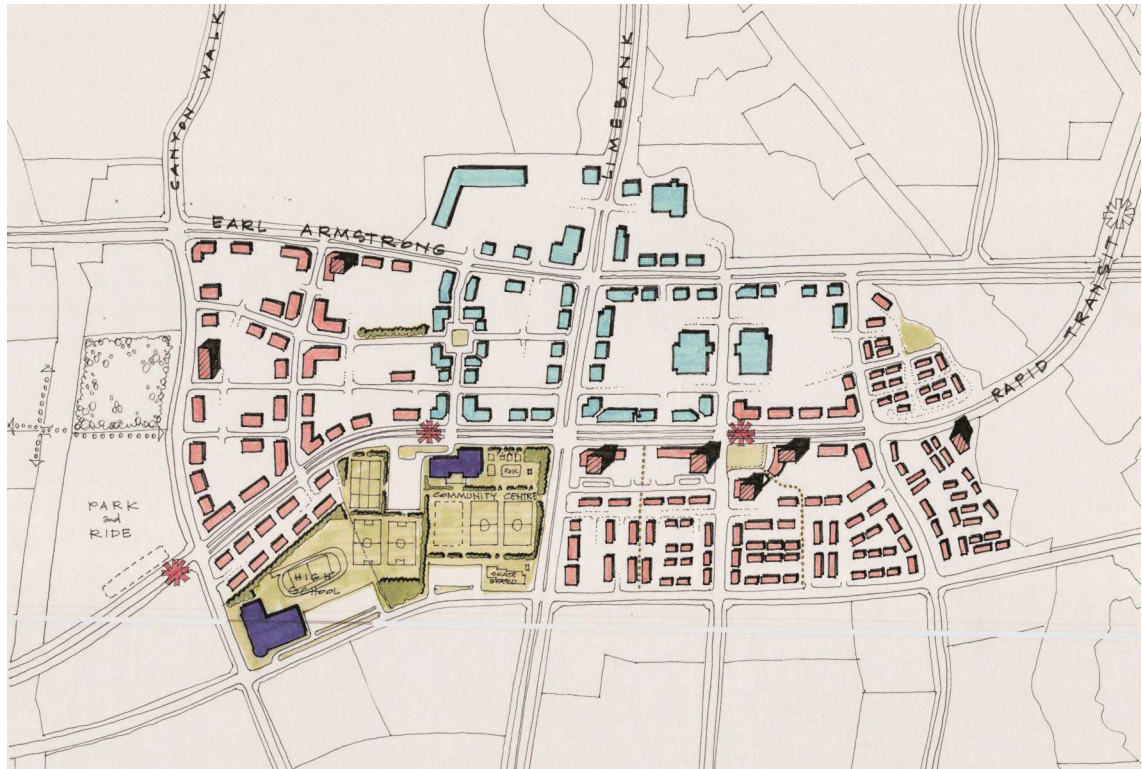 CANYON WALK
LIMEBANK
EARL ARMSTRONG
RAPID TRANSIT
PARK
and
RIDE
RINK
COMMUNITY CENTRE
HIGH
SCHOOL
SKATE
BOARD